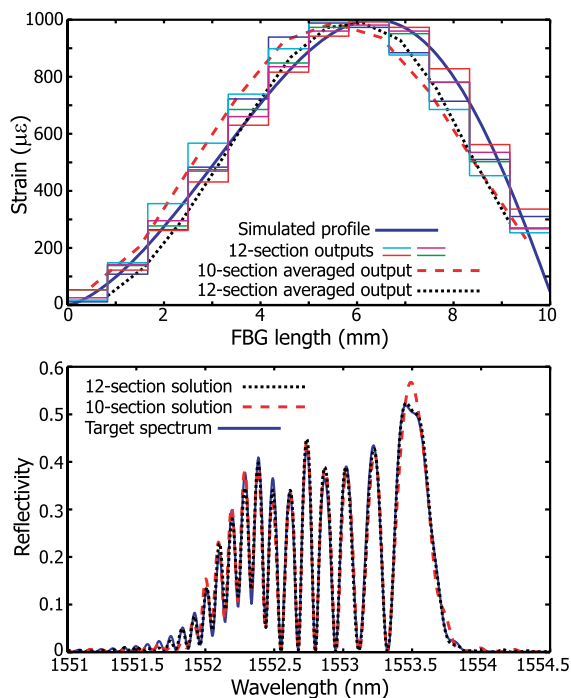 1000
800
600
400
200
0
Strain (με)
Simulated profile
12-section outputs
10-section averaged output
12-section averaged output
0 2 4 6 8 10
FBG length (mm)
0.6
0.5
0.4
0.3
0.2
0.1
0
Reflectivity
12-section solution
10-section solution
Target spectrum
1551 1551.5 1552 1552.5 1553 1553.5 1554 1554.5
Wavelength (nm)